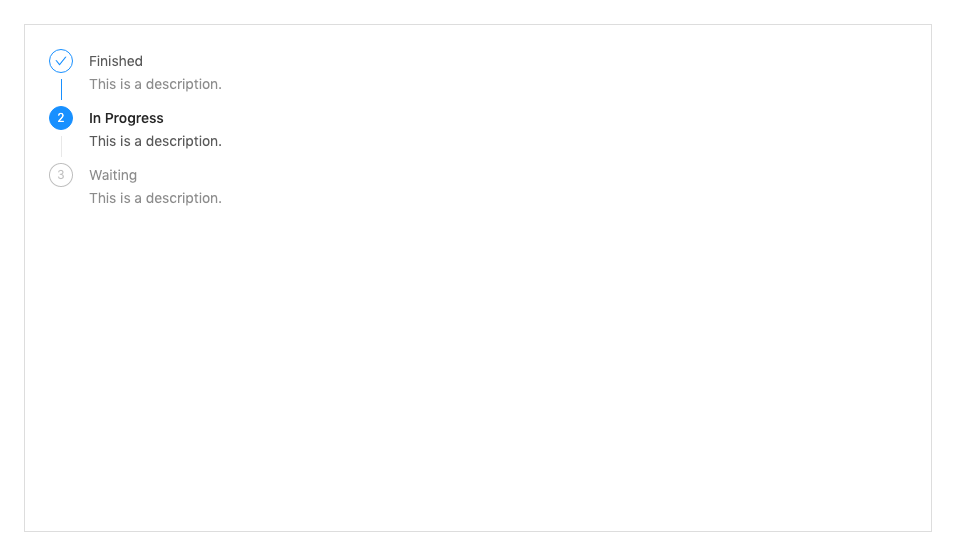 Finished
This is a description.
2
In Progress
This is a description.
3
Waiting
This is a description.